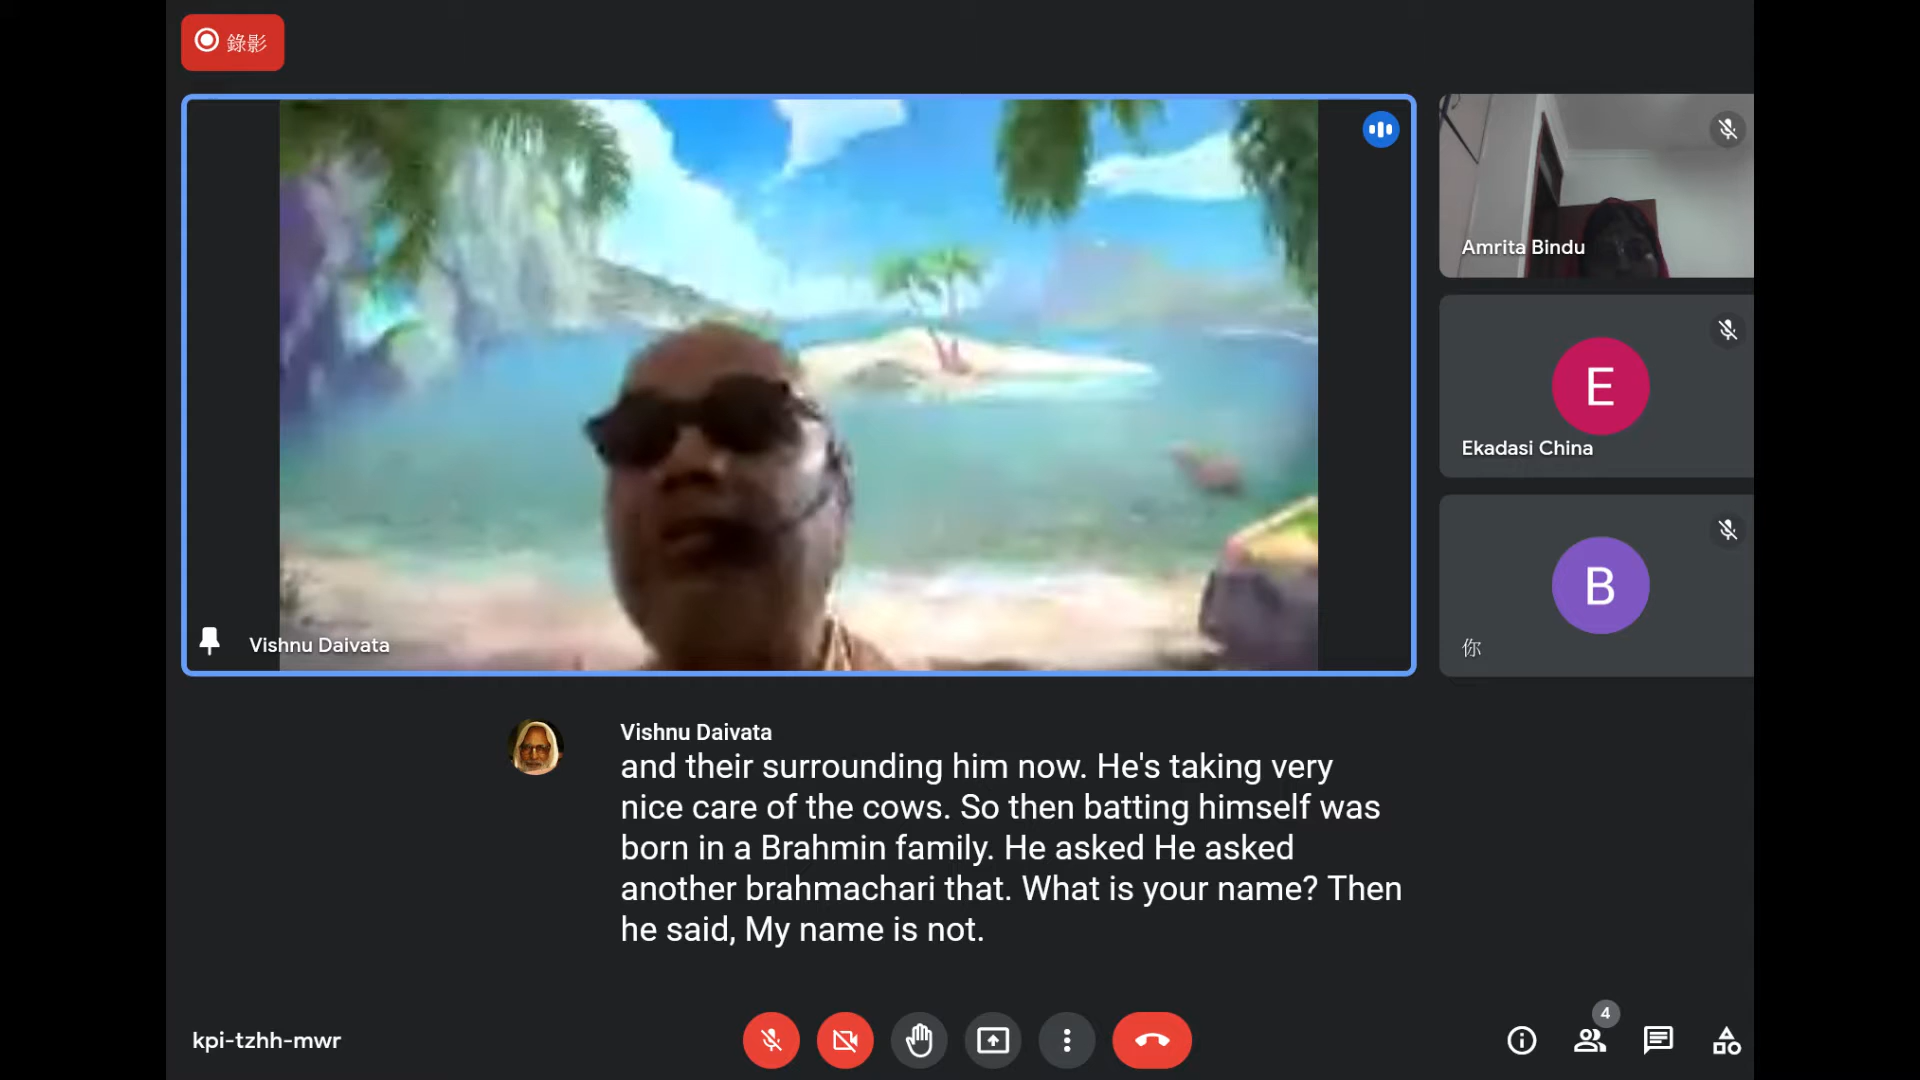 錄影
Amrita Bindu
E
Ekadasi China
B
你
Vishnu Daivata
Vishnu Daivata
and their surrounding him now. He's taking very
nice care of the cows. So then batting himself was
born in a Brahmin family. He asked He asked
another brahmachari that. What is your name? Then
he said, My name is not.
kpi-tzhh-mwr
4